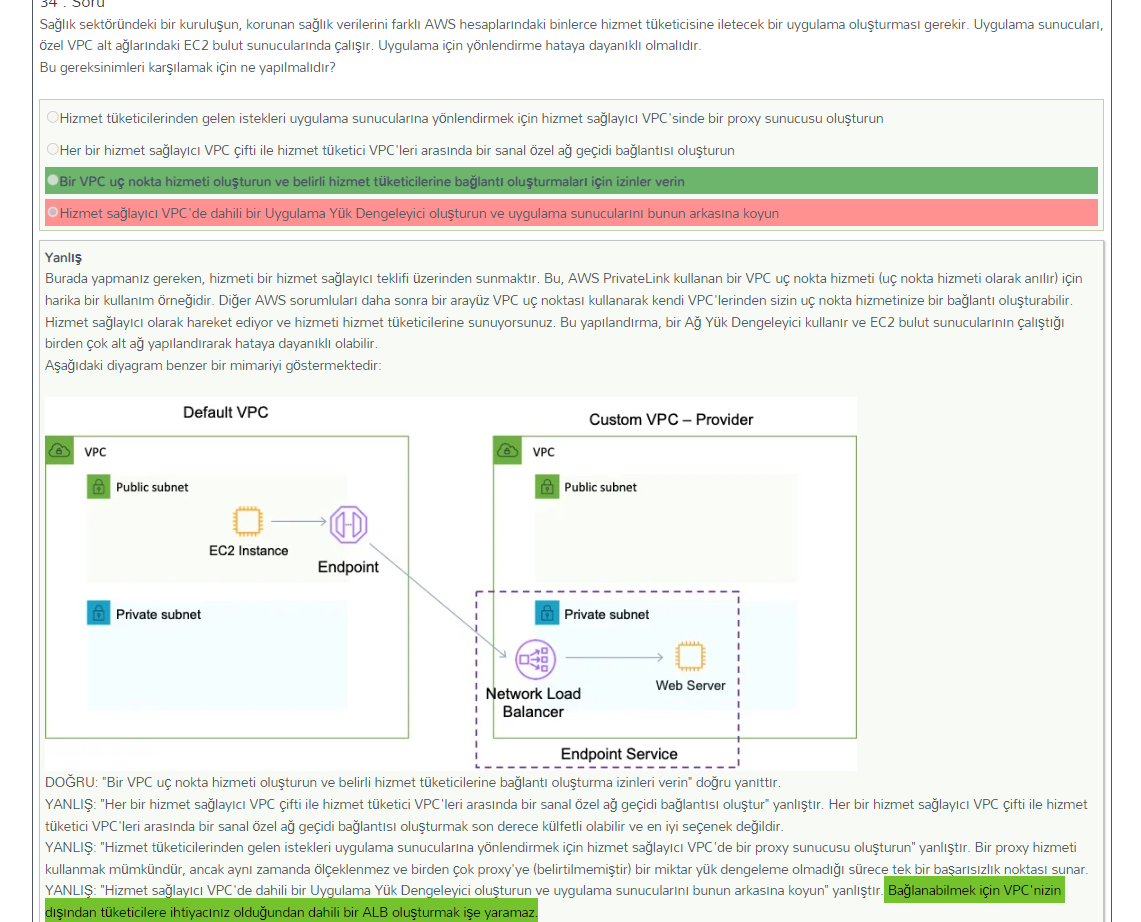 34 . Soru
Sağlık sektöründeki bir kuruluşun, korunan sağlık verilerini farklı AWS hesaplarındaki binlerce hizmet tüketicisine iletecek bir uygulama oluşturması gerekir. Uygulama sunucuları,
özel VPC alt ağlarındaki EC2 bulut sunucularında çalışır. Uygulama için yönlendirme hataya dayanıklı olmalıdır.
Bu gereksinimleri karşılamak için ne yapılmalıdır?
Hizmet tüketicilerinden gelen istekleri uygulama sunucularına yönlendirmek için hizmet sağlayıcı VPC'sinde bir proxy sunucusu oluşturun
Her bir hizmet sağlayıcı VPC çifti ile hizmet tüketici VPC'leri arasında bir sanal özel ağ geçidi bağlantısı oluşturun
Bir VPC uç nokta hizmeti oluşturun ve belirli hizmet tüketicilerine bağlantı oluşturmaları için izinler verin
Hizmet sağlayıcı VPC'de dahili bir Uygulama Yük Dengeleyici oluşturun ve uygulama sunucularını bunun arkasına koyun
Yanlış
Burada yapmanız gereken, hizmeti bir hizmet sağlayıcı teklifi üzerinden sunmaktır. Bu, AWS PrivateLink kullanan bir VPC uç nokta hizmeti (uç nokta hizmeti olarak anılır) için
harika bir kullanım örneğidir. Diğer AWS sorumluları daha sonra bir arayüz VPC uç noktası kullanarak kendi VPC'lerinden sizin uç nokta hizmetinize bir bağlantı oluşturabilir.
Hizmet sağlayıcı olarak hareket ediyor ve hizmeti hizmet tüketicilerine sunuyorsunuz. Bu yapılandırma, bir Ağ Yük Dengeleyici kullanır ve EC2 bulut sunucularının çalıştığı
birden çok alt ağ yapılandırarak hataya dayanıklı olabilir.
Aşağıdaki diyagram benzer bir mimariyi göstermektedir:
Default VPC
VPC
Public subnet
EC2 Instance
Endpoint
Private subnet
Custom VPC – Provider
VPC
Public subnet
Private subnet
Network Load
Balancer
Web Server
Endpoint Service
DOĞRU: "Bir VPC uç nokta hizmeti oluşturun ve belirli hizmet tüketicilerine bağlantı oluşturma izinleri verin" doğru yanıttır.
YANLIŞ: "Her bir hizmet sağlayıcı VPC çifti ile hizmet tüketici VPC'leri arasında bir sanal özel ağ geçidi bağlantısı oluştur" yanlıştır. Her bir hizmet sağlayıcı VPC çifti ile hizmet
tüketici VPC'leri arasında bir sanal özel ağ geçidi bağlantısı oluşturmak son derece külfetli olabilir ve en iyi seçenek değildir.
YANLIŞ: "Hizmet tüketicilerinden gelen istekleri uygulama sunucularına yönlendirmek için hizmet sağlayıcı VPC'de bir proxy sunucusu oluşturun" yanlıştır. Bir proxy hizmeti
kullanmak mümkündür, ancak aynı zamanda ölçeklenmez ve birden çok proxy'ye (belirtilmemiştir) bir miktar yük dengeleme olmadığı sürece tek bir başarısızlık noktası sunar.
YANLIŞ: "Hizmet sağlayıcı VPC'de dahili bir Uygulama Yük Dengeleyici oluşturun ve uygulama sunucularını bunun arkasına koyun" yanlıştır. Bağlanabilmek için VPC'nizin
dışından tüketicilere ihtiyacınız olduğundan dahili bir ALB oluşturmak işe yaramaz.